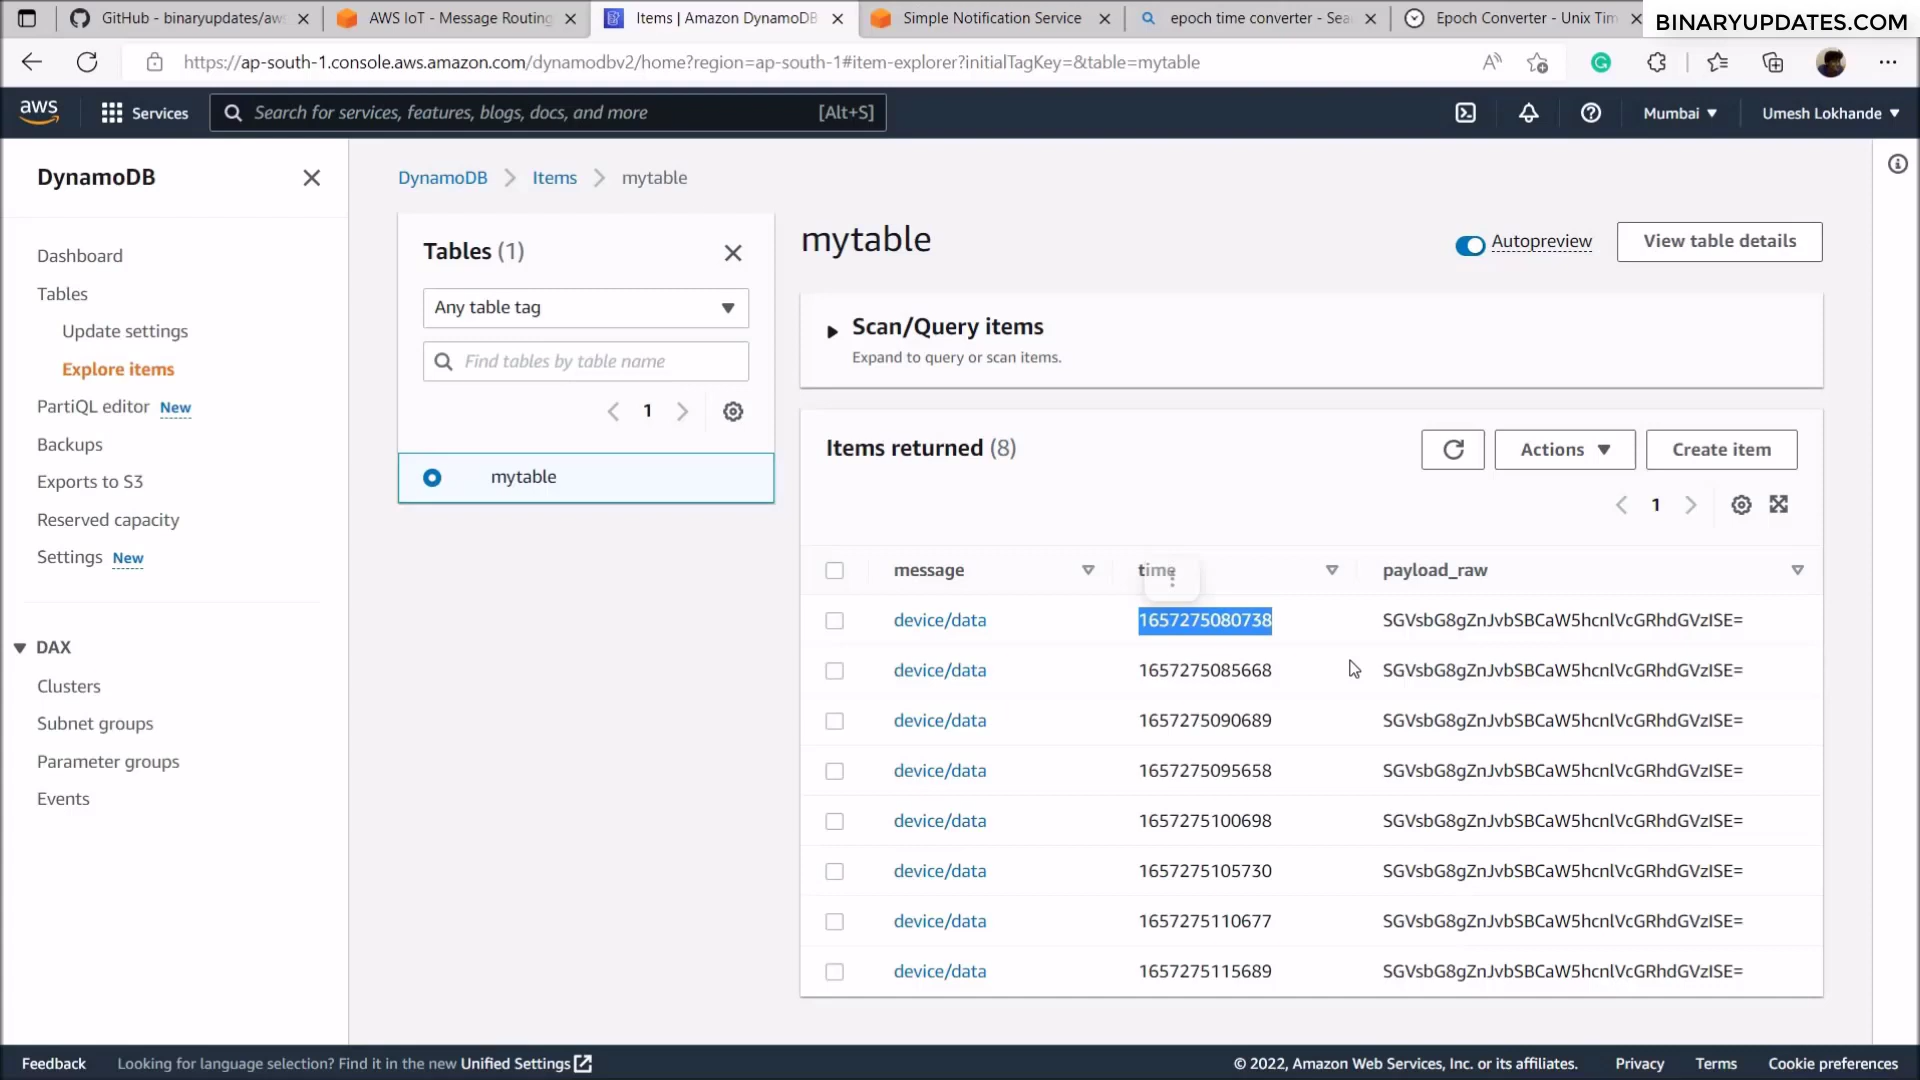 GitHub - binaryupdates/aws
AWS IoT - Message Routing
Items | Amazon DynamoDB
Simple Notification Service
epoch time converter - Sea
Epoch Converter - Unix Tim
BINARYUPDATES.COM
https://ap-south-1.console.aws.amazon.com/dynamodbv2/home?region=ap-south-1#item-explorer?initialTagKey=&table=mytable
aws
Services
Search for services, features, blogs, docs, and more
[Alt+S]
Mumbai
Umesh Lokhande
DynamoDB
Dashboard
Tables
Update settings
Explore items
PartiQL editor New
Backups
Exports to S3
Reserved capacity
Settings New
DAX
Clusters
Subnet groups
Parameter groups
Events
DynamoDB > Items > mytable
Tables (1)
Any table tag
Find tables by table name
1
mytable
mytable
Autopreview
View table details
Scan/Query items
Expand to query or scan items.
Items returned (8)
Actions
Create item
1
message time payload_raw
device/data 1657275080738 SGVsbG8gZnJvbSBCaW5hcnlVcGRhdGVzISE=
device/data 1657275085668 SGVsbG8gZnJvbSBCaW5hcnlVcGRhdGVzISE=
device/data 1657275090689 SGVsbG8gZnJvbSBCaW5hcnlVcGRhdGVzISE=
device/data 1657275095658 SGVsbG8gZnJvbSBCaW5hcnlVcGRhdGVzISE=
device/data 1657275100698 SGVsbG8gZnJvbSBCaW5hcnlVcGRhdGVzISE=
device/data 1657275105730 SGVsbG8gZnJvbSBCaW5hcnlVcGRhdGVzISE=
device/data 1657275110677 SGVsbG8gZnJvbSBCaW5hcnlVcGRhdGVzISE=
device/data 1657275115689 SGVsbG8gZnJvbSBCaW5hcnlVcGRhdGVzISE=
Feedback
Looking for language selection? Find it in the new Unified Settings
© 2022, Amazon Web Services, Inc. or its affiliates.
Privacy
Terms
Cookie preferences